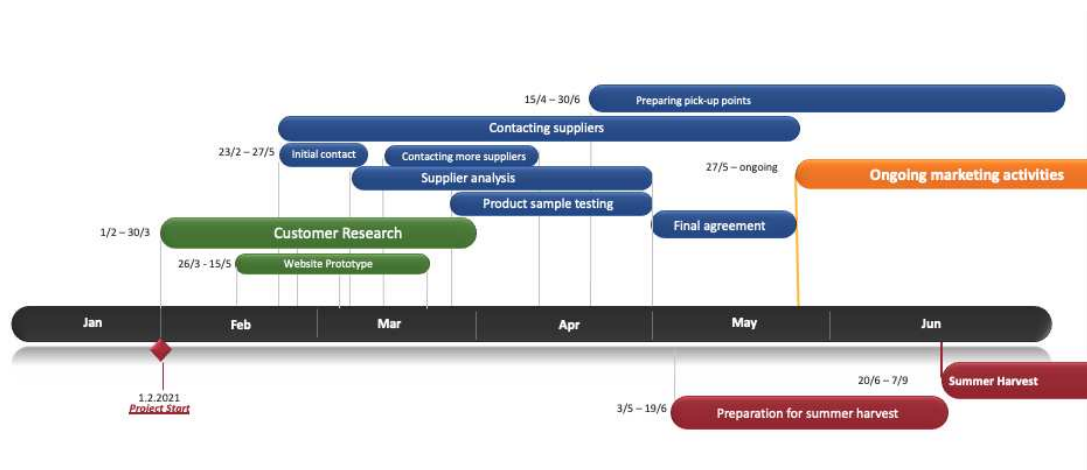 15/4 – 30/6
Preparing pick-up points
Contacting suppliers
23/2 – 27/5
Initial contact
Contacting more suppliers
27/5 – ongoing
Ongoing marketing activities
Supplier analysis
Product sample testing
Final agreement
1/2 – 30/3
Customer Research
26/3 - 15/5
Website Prototype
Jan
Feb
Mar
Apr
May
Jun
20/6 – 7/9
Summer Harvest
1.2.2021
Project Start
3/5 – 19/6
Preparation for summer harvest